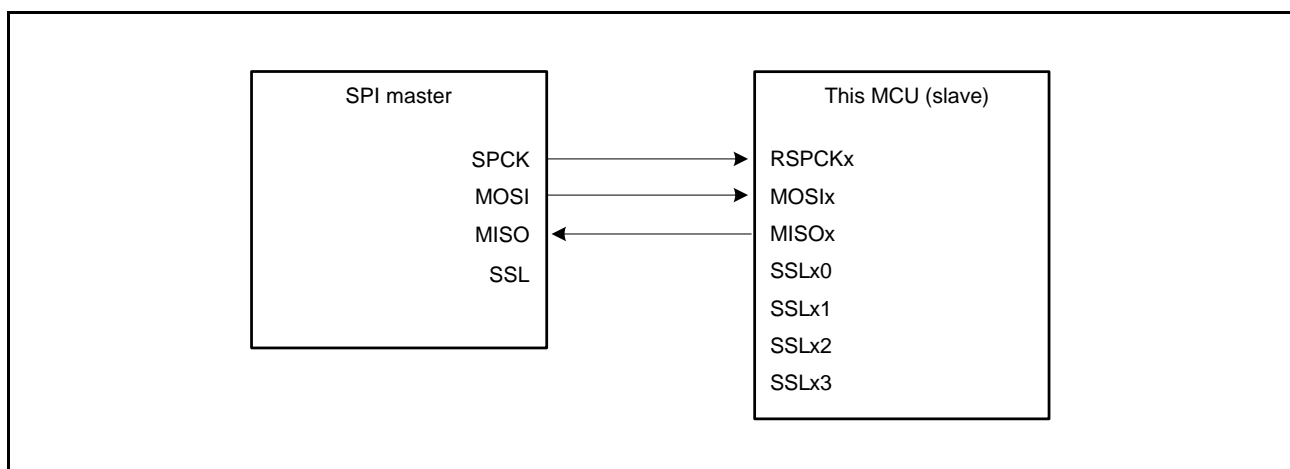 SPI master
SPCK
MOSI
MISO
SSL
This MCU (slave)
RSPCKx
MOSIx
MISOx
SSLx0
SSLx1
SSLx2
SSLx3